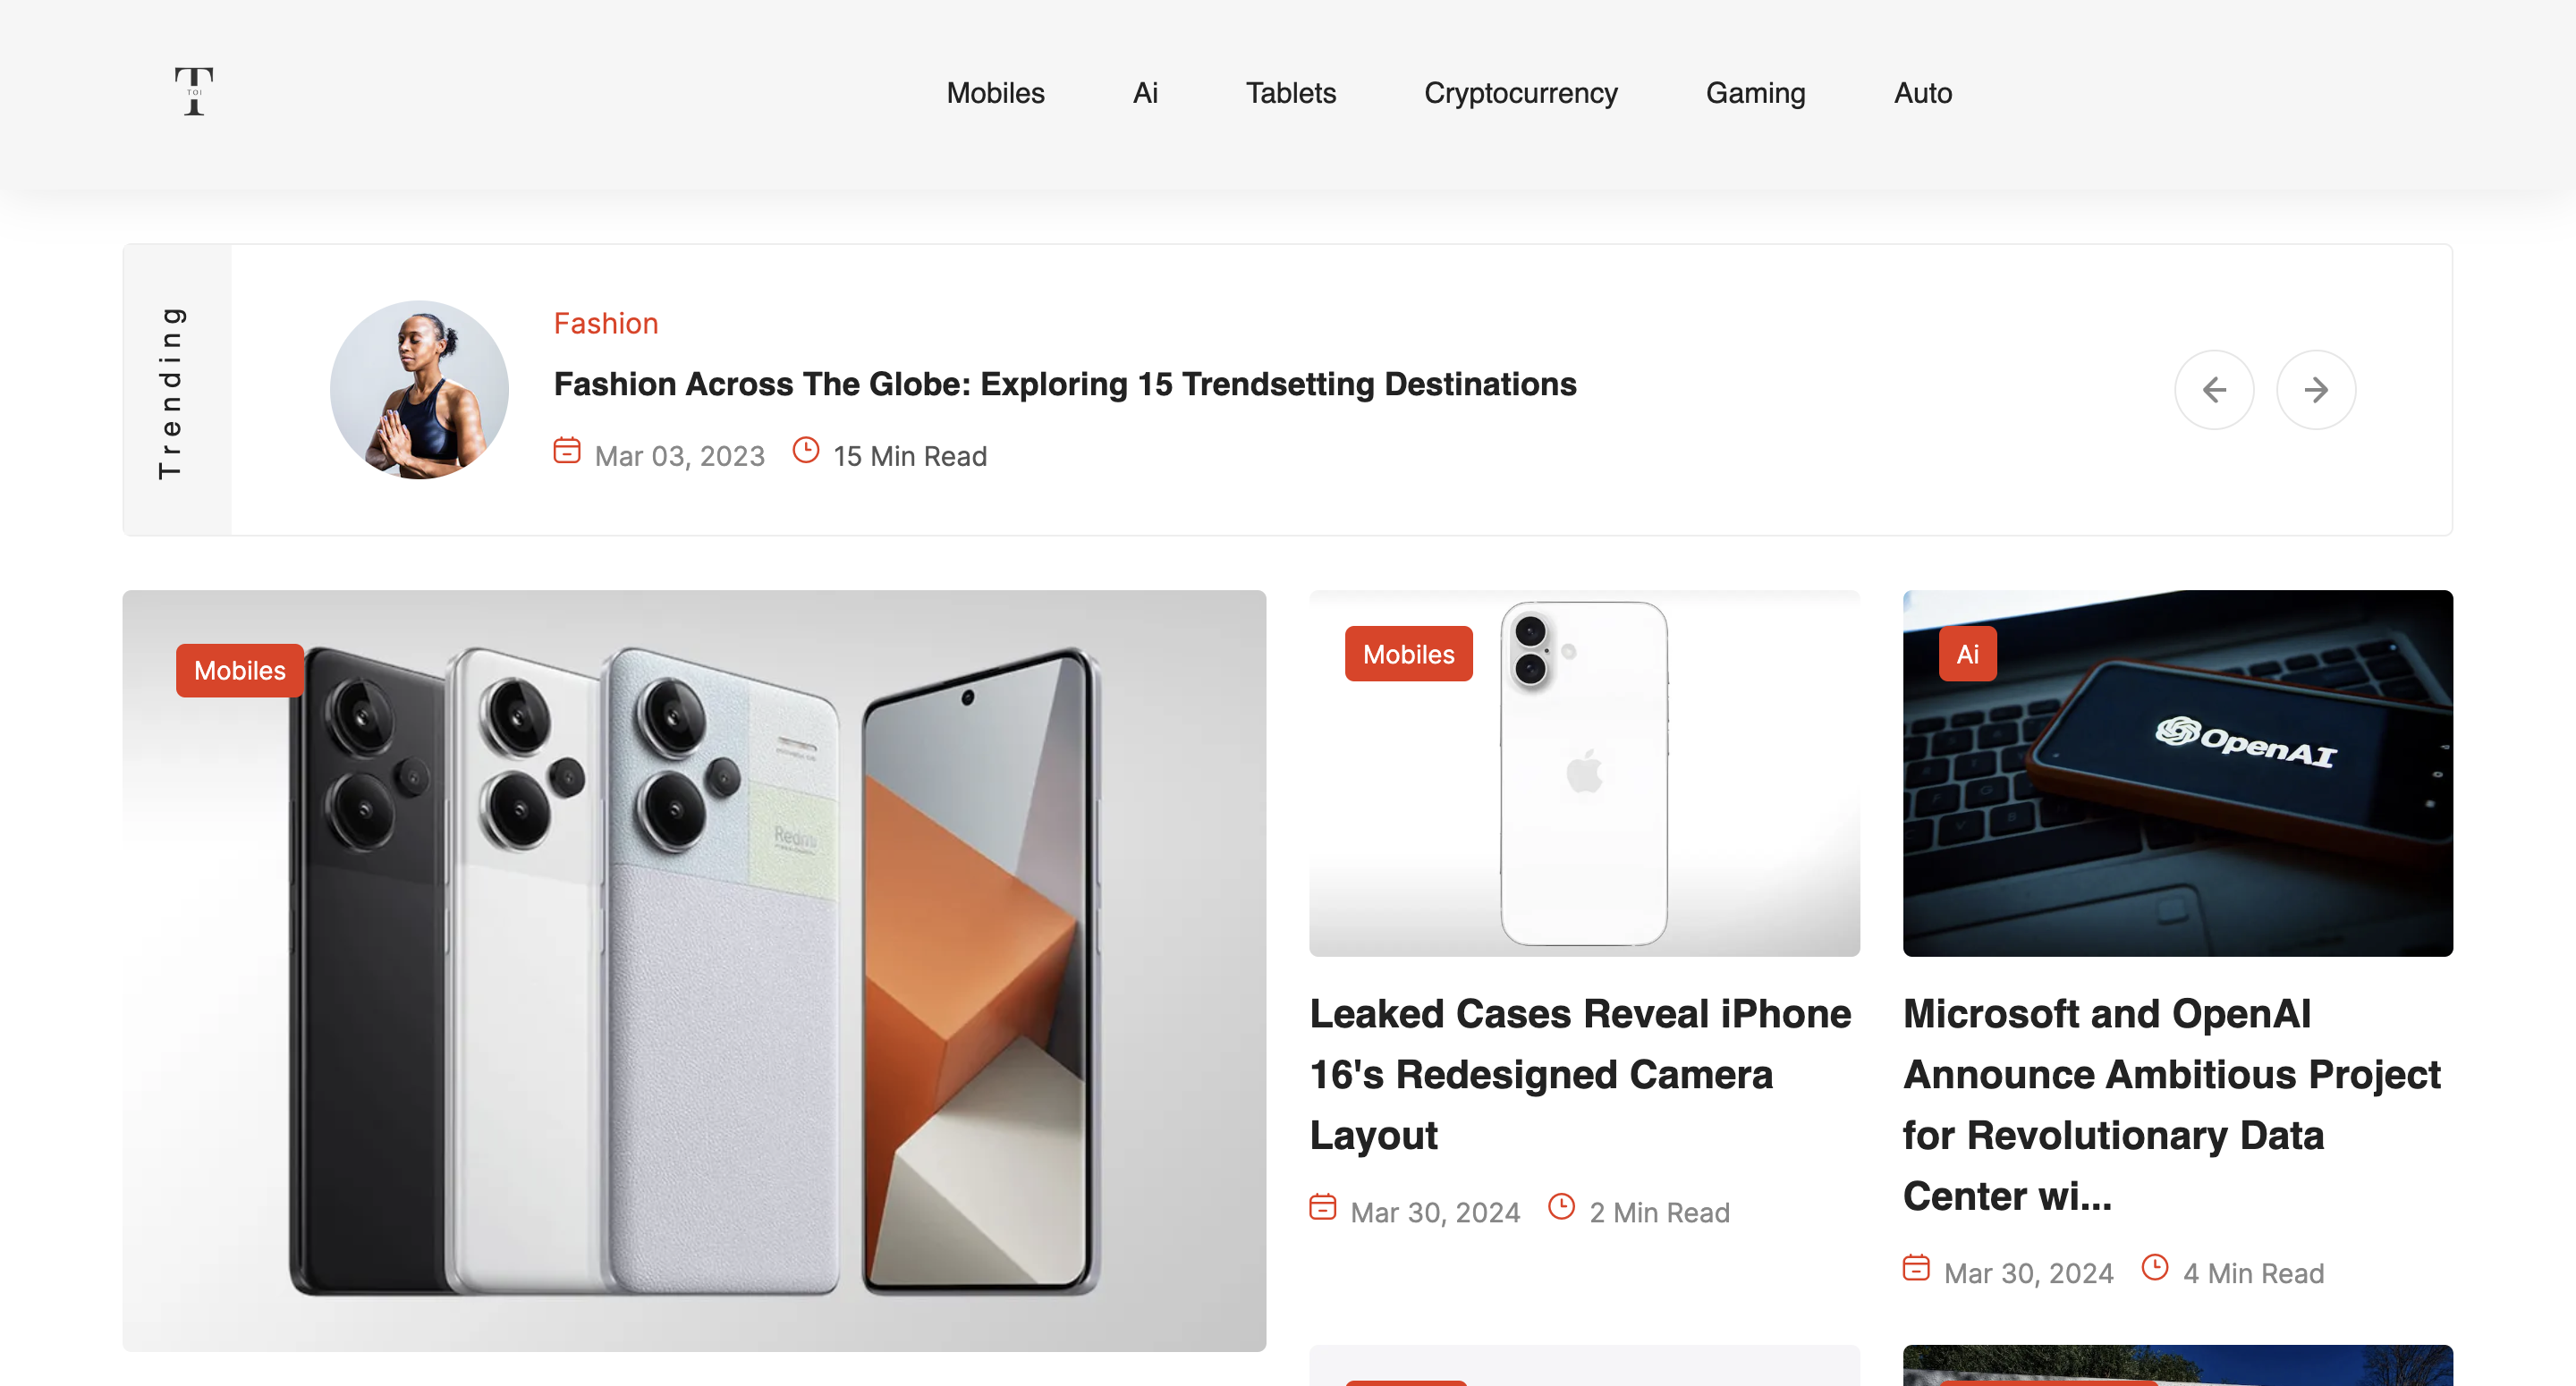 T
TOI
Mobiles Ai Tablets Cryptocurrency Gaming Auto
Trending
Fashion
Fashion Across The Globe: Exploring 15 Trendsetting Destinations
Mar 03, 2023 15 Min Read
Mobiles
Redmi
Mobiles
Leaked Cases Reveal iPhone
16's Redesigned Camera
Layout
Mar 30, 2024 2 Min Read
Ai
OpenAI
Microsoft and OpenAI
Announce Ambitious Project
for Revolutionary Data
Center wi...
Mar 30, 2024 4 Min Read